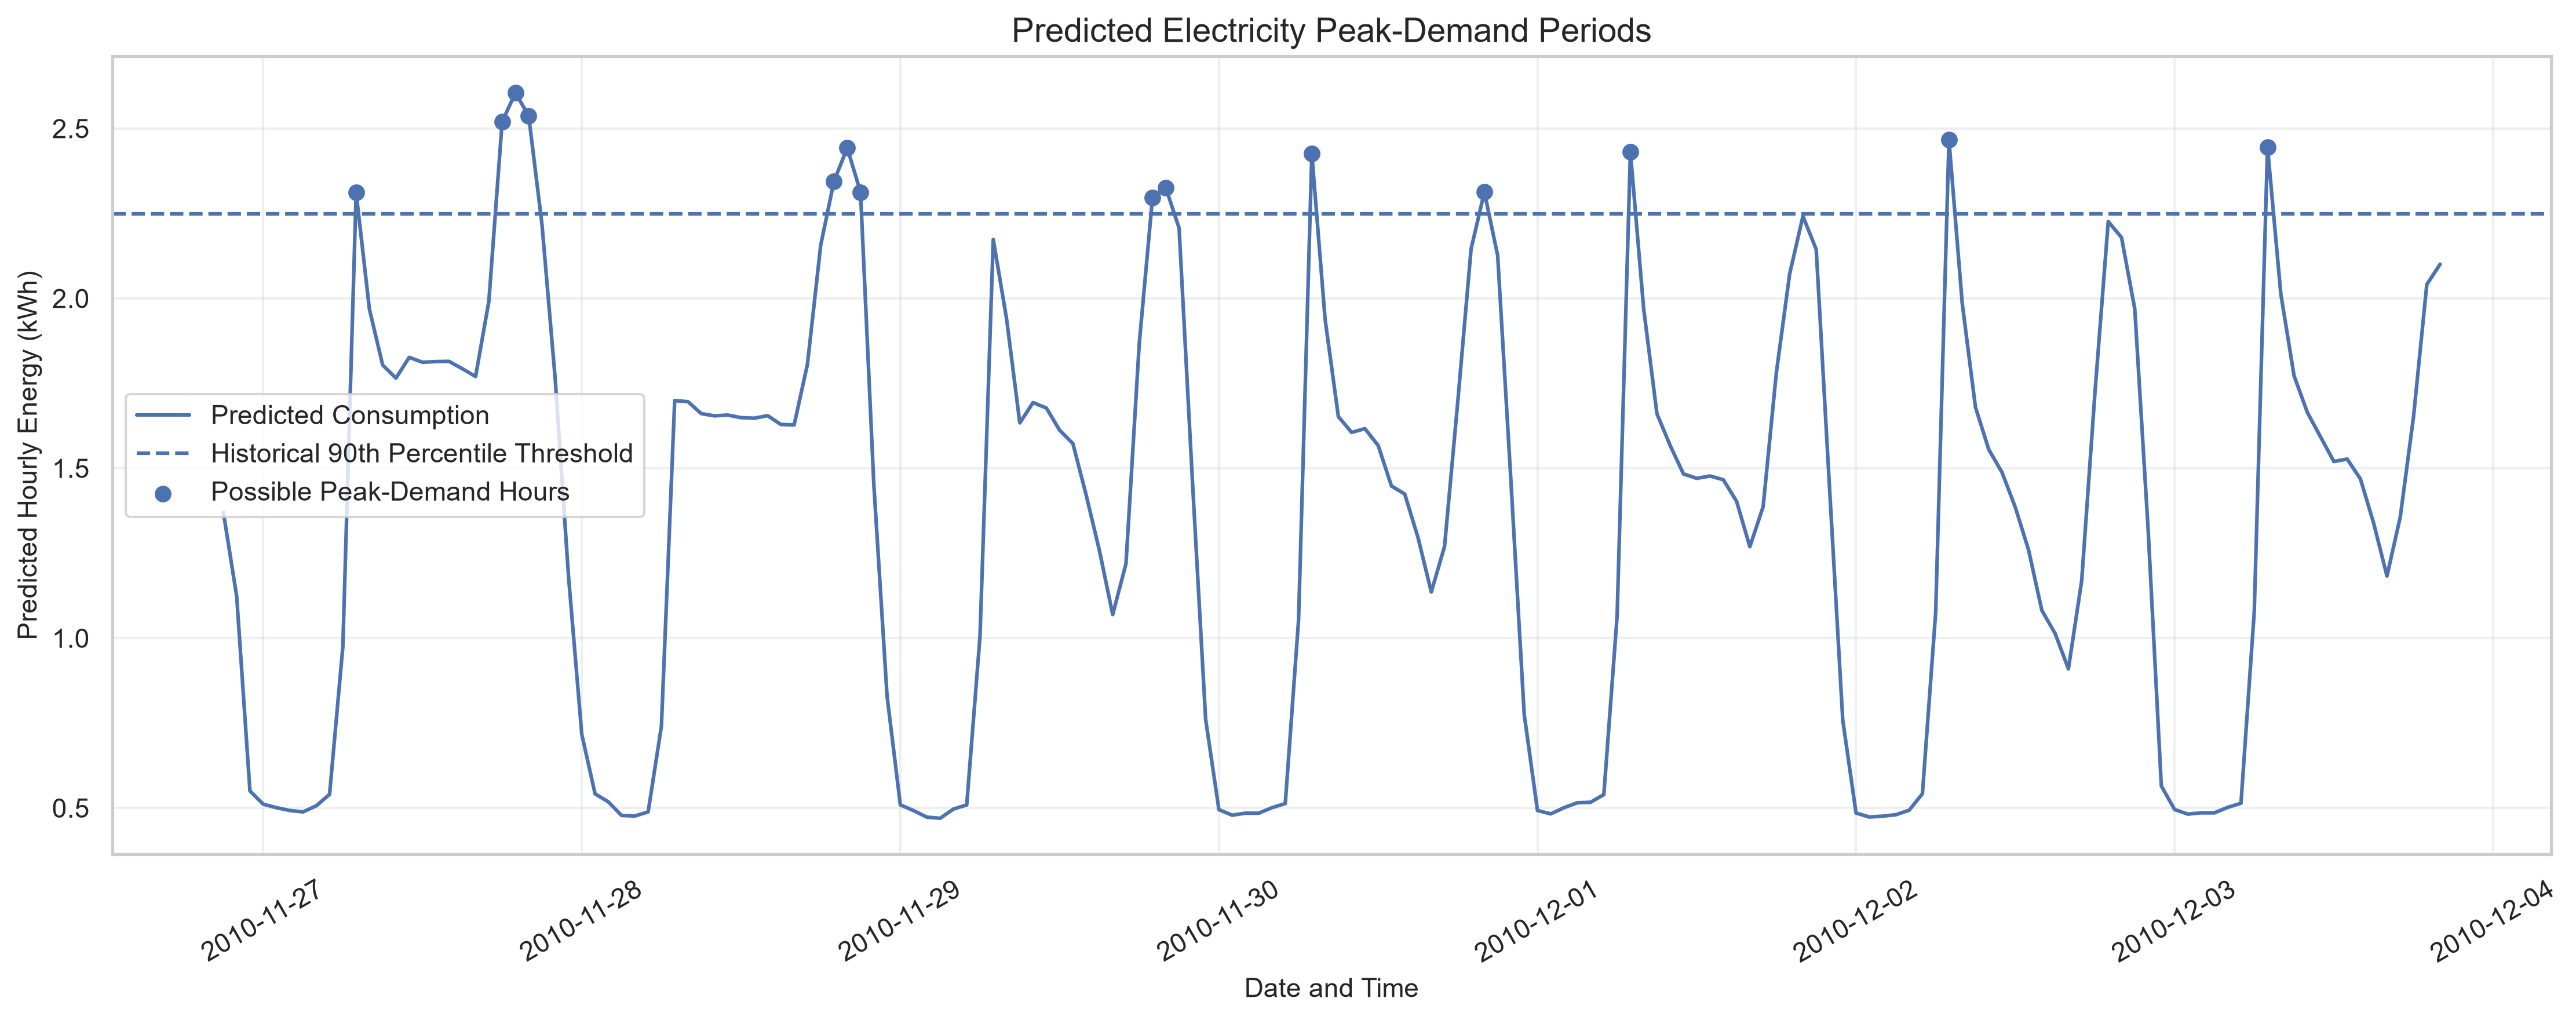 Predicted Electricity Peak-Demand Periods
Predicted Hourly Energy (kWh)
2.5
2.0
1.5
1.0
0.5
Predicted Consumption
Historical 90th Percentile Threshold
Possible Peak-Demand Hours
2010-11-27
2010-11-28
2010-11-29
2010-11-30
2010-12-01
2010-12-02
2010-12-03
2010-12-04
Date and Time